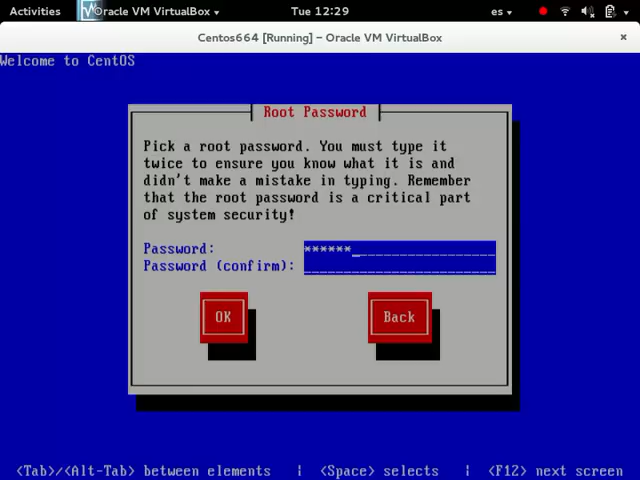 Activities Oracle VM VirtualBox Tue 12:29 es
Centos664 [Running] – Oracle VM VirtualBox ×
Welcome to CentOS
Root Password
Pick a root password. You must type it
twice to ensure you know what it is and
didn't make a mistake in typing. Remember
that the root password is a critical part
of system security!
Password: ******_
Password (confirm):
OK Back
<Tab>/<Alt-Tab> between elements | <Space> selects | <F12> next screen